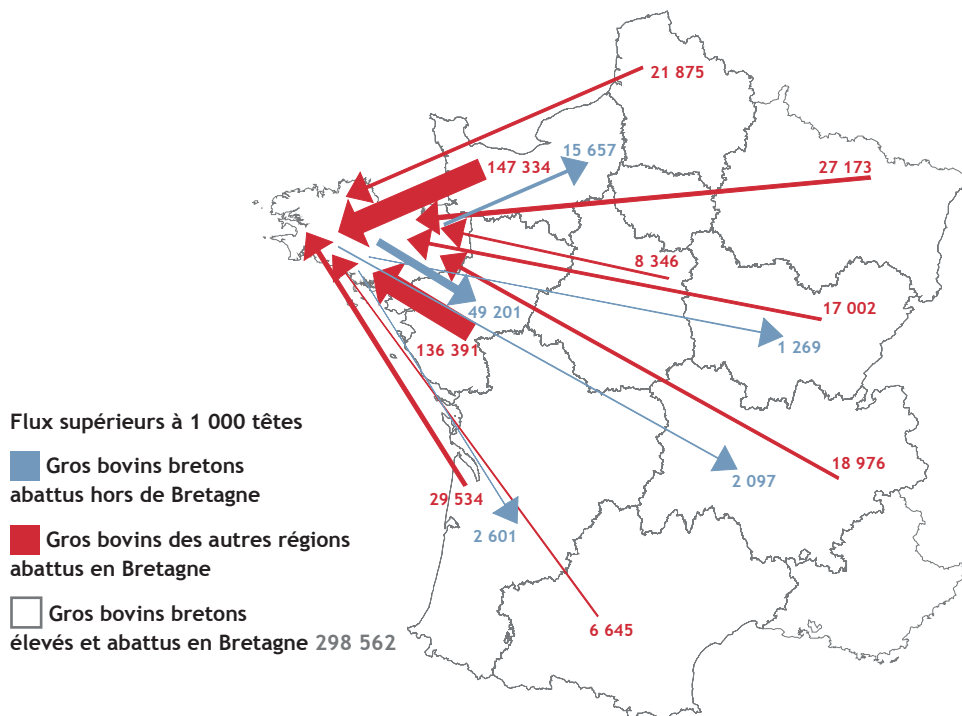 21 875
15 657
147 334
27 173
8 346
17 002
49 201
1 269
136 391
Flux supérieurs à 1 000 têtes
Gros bovins bretons
abattus hors de Bretagne
18 976
2 097
29 534
2 601
Gros bovins des autres régions
abattus en Bretagne
Gros bovins bretons
élevés et abattus en Bretagne 298 562
6 645